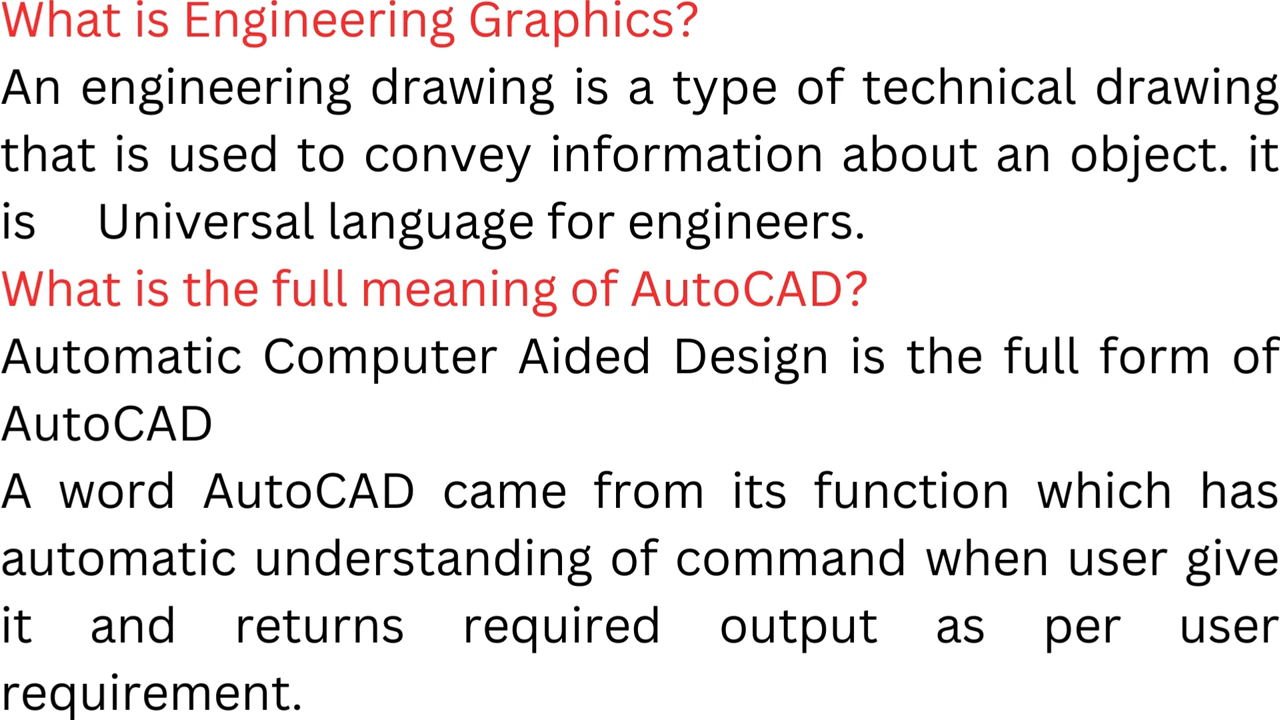 What is Engineering Graphics?
An engineering drawing is a type of technical drawing
that is used to convey information about an object. it
is Universal language for engineers.
What is the full meaning of AutoCAD?
Automatic Computer Aided Design is the full form of
AutoCAD
A word AutoCAD came from its function which has
automatic understanding of command when user give
it and returns required output as per user
requirement.